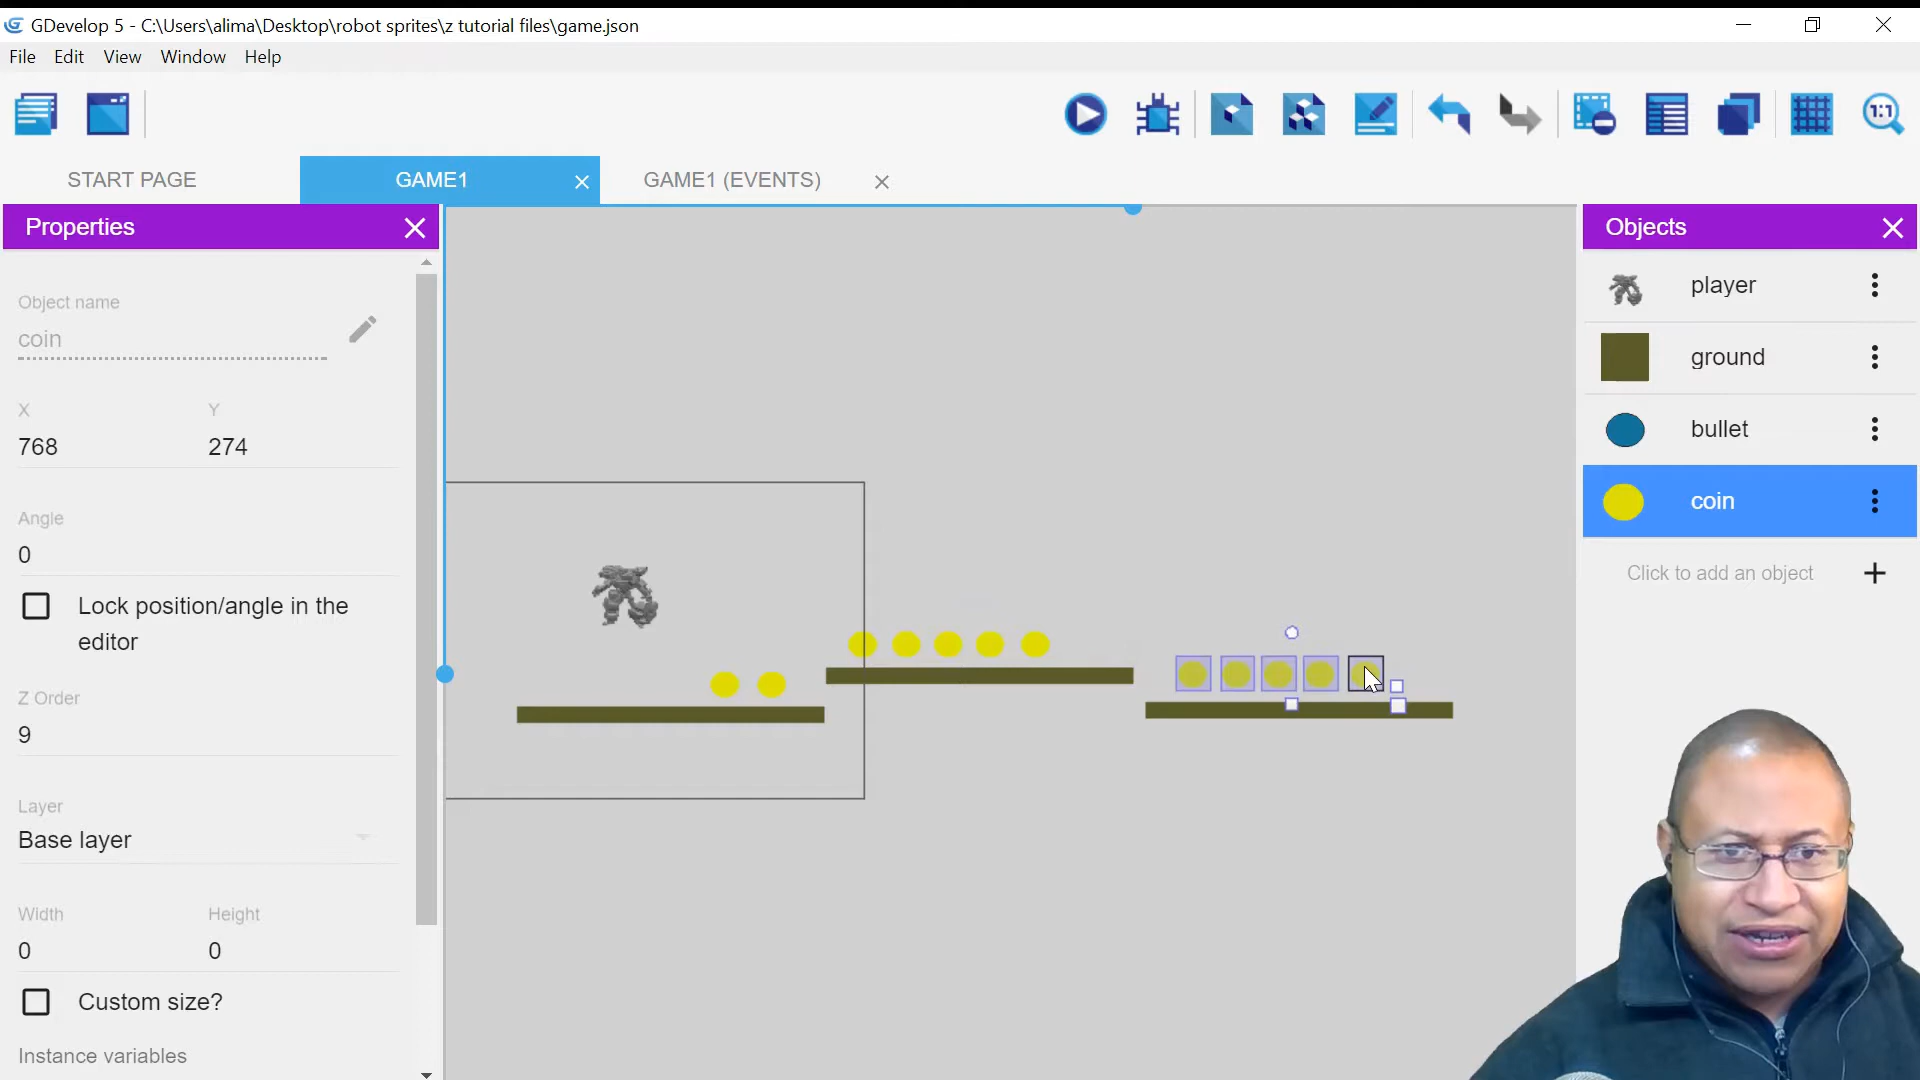 GDevelop 5 - C:\Users\alima\Desktop\robot sprites\z tutorial files\game.json
File Edit View Window Help
1:1
START PAGE GAME1 GAME1 (EVENTS)
Properties
Object name
coin
X Y
768 274
Angle
0
Lock position/angle in the
editor
Z Order
9
Layer
Base layer
Width Height
0 0
Custom size?
Instance variables
Objects
player
ground
bullet
coin
Click to add an object